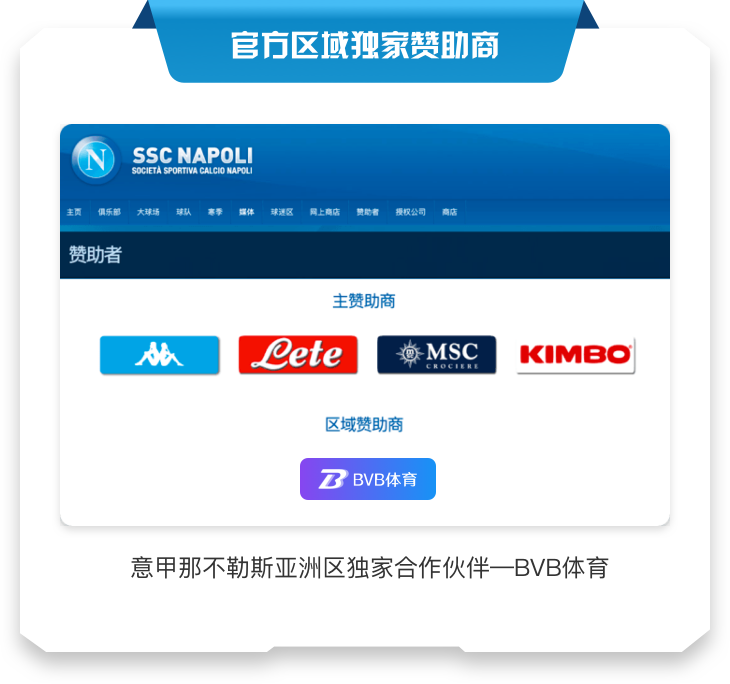 官方区域独家赞助商
N
SSC NAPOLI
SOCIETÀ SPORTIVA CALCIO NAPOLI
主页 俱乐部 大球场 球队 赛季 媒体 球迷区 网上商店 赞助者 授权公司 商店
赞助者
主赞助商
Lete MSC CROCIERE KIMBO
区域赞助商
B BVB体育
意甲那不勒斯亚洲区独家合作伙伴—BVB体育